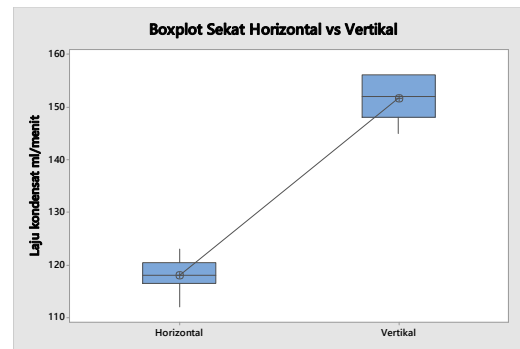 Boxplot Sekat Horizontal vs Vertikal
Laju kondensat ml/menit
160
150
140
130
120
110
Horizontal
Vertikal